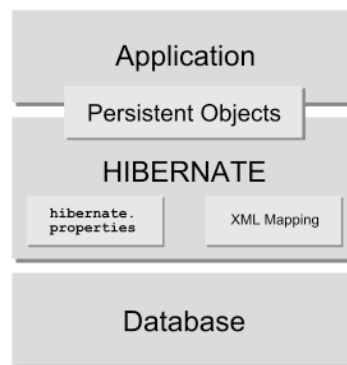 Application
Persistent Objects
HIBERNATE
hibernate.
properties
XML Mapping
Database